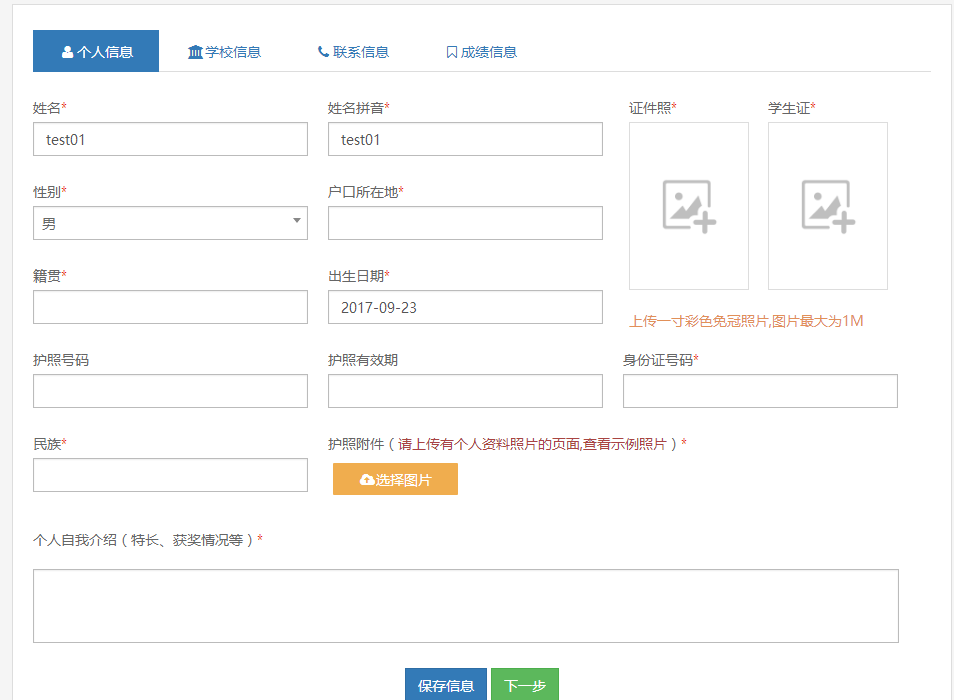 个人信息 学校信息 联系信息 成绩信息
姓名* 姓名拼音* 证件照* 学生证*
test01 test01
性别* 户口所在地*
男
籍贯* 出生日期*
2017-09-23
上传一寸彩色免冠照片,图片最大为1M
护照号码 护照有效期 身份证号码*
民族* 护照附件（请上传有个人资料照片的页面,查看示例照片）*
选择图片
个人自我介绍（特长、获奖情况等）*
保存信息 下一步